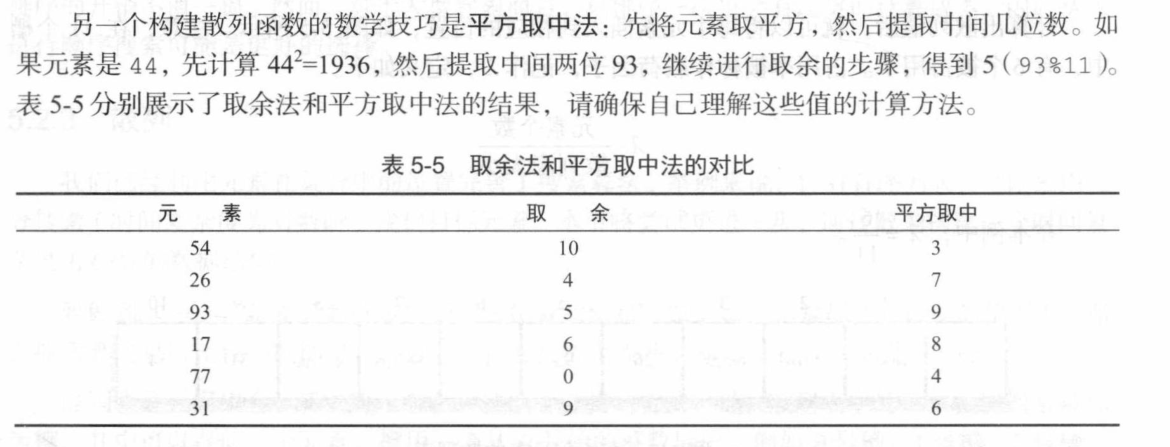 另一个构建散列函数的数学技巧是平方取中法：先将元素取平方，然后提取中间几位数。如
果元素是 44，先计算 44²=1936，然后提取中间两位 93，继续进行取余的步骤，得到 5（93%11）。
表 5-5 分别展示了取余法和平方取中法的结果，请确保自己理解这些值的计算方法。
表 5-5 取余法和平方取中法的对比
元 素 取 余 平方取中
54 10 3
26 4 7
93 5 9
17 6 8
77 0 4
31 9 6